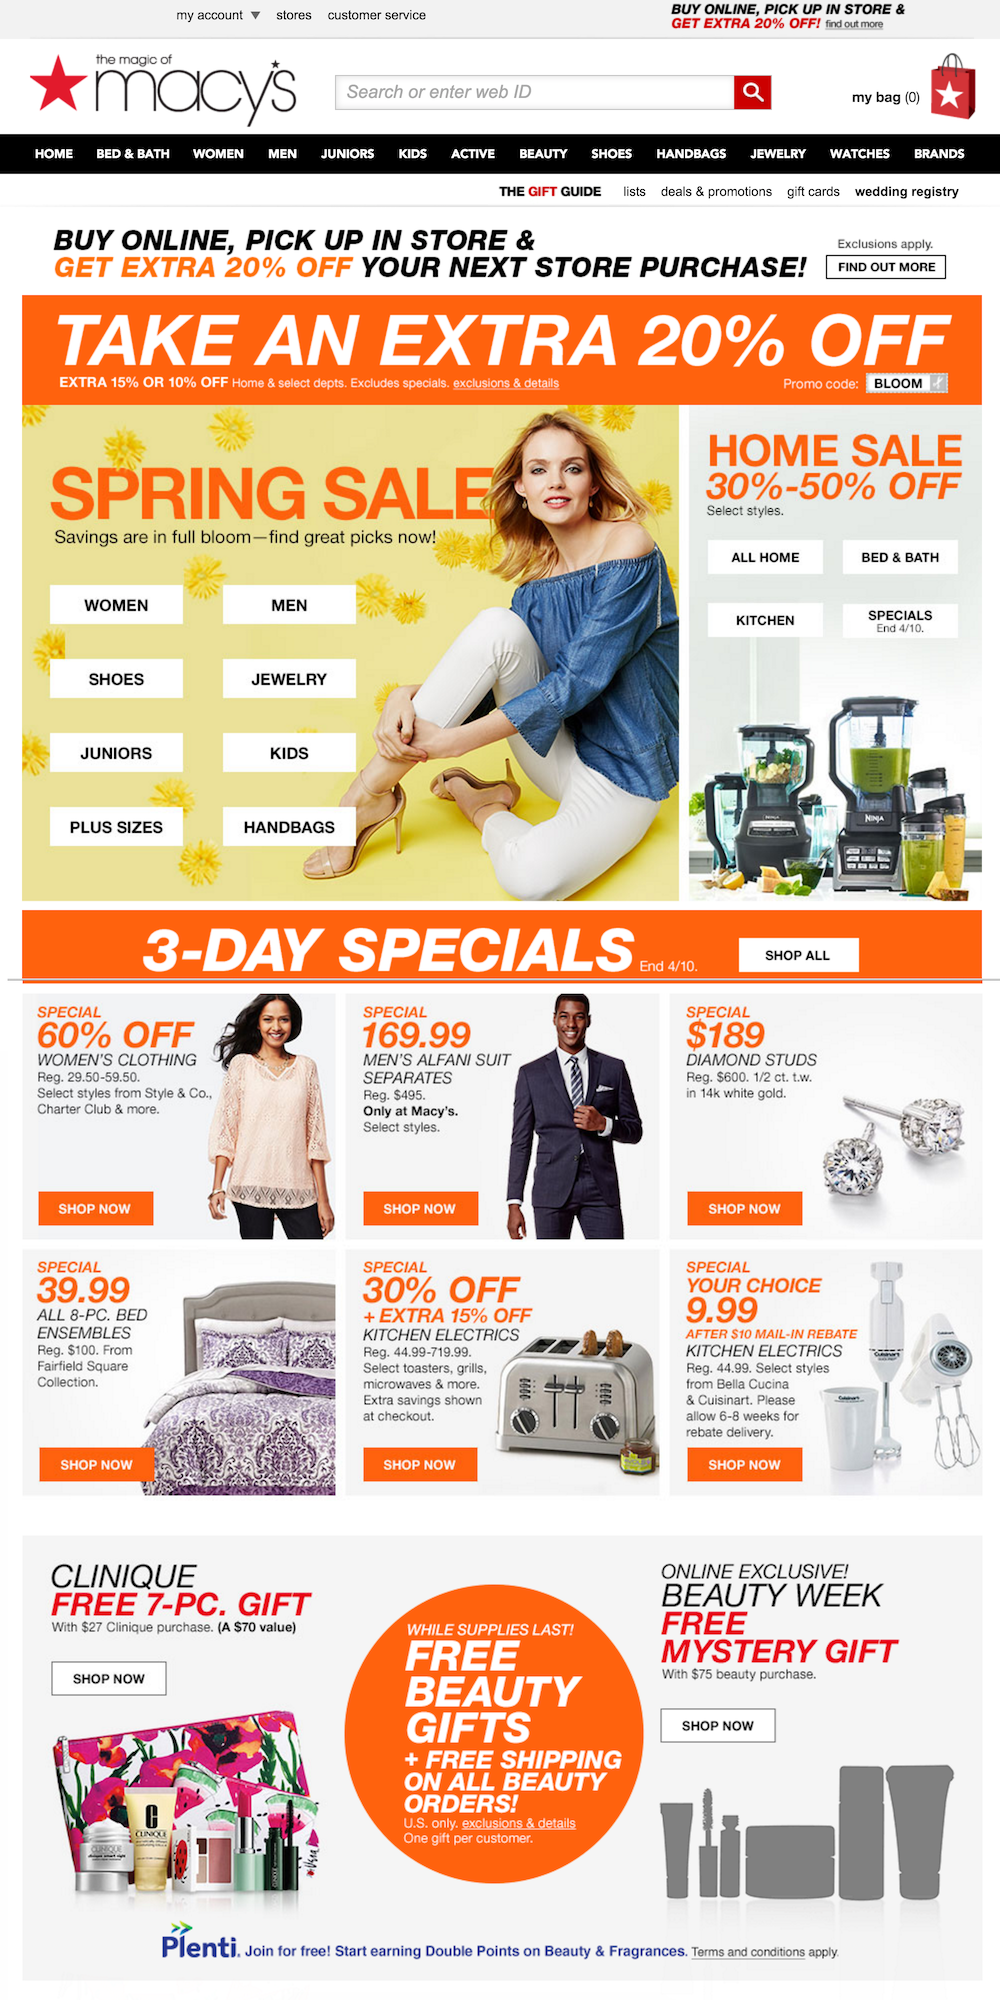 my account ▼ stores customer service
BUY ONLINE, PICK UP IN STORE &
GET EXTRA 20% OFF! find out more
the magic of
macy's
Search or enter web ID
my bag (0)
HOME BED & BATH WOMEN MEN JUNIORS KIDS ACTIVE BEAUTY SHOES HANDBAGS JEWELRY WATCHES BRANDS
THE GIFT GUIDE lists deals & promotions gift cards wedding registry
BUY ONLINE, PICK UP IN STORE &
GET EXTRA 20% OFF YOUR NEXT STORE PURCHASE!
Exclusions apply.
FIND OUT MORE
TAKE AN EXTRA 20% OFF
EXTRA 15% OR 10% OFF Home & select depts. Excludes specials. exclusions & details
Promo code: BLOOM
SPRING SALE
Savings are in full bloom—find great picks now!
WOMEN MEN
SHOES JEWELRY
JUNIORS KIDS
PLUS SIZES HANDBAGS
HOME SALE
30%-50% OFF
Select styles.
ALL HOME BED & BATH
KITCHEN SPECIALS
End 4/10.
NINJA
3-DAY SPECIALS End 4/10.
SHOP ALL
SPECIAL
60% OFF
WOMEN'S CLOTHING
Reg. 29.50-59.50.
Select styles from Style & Co.,
Charter Club & more.
SHOP NOW
SPECIAL
169.99
MEN'S ALFANI SUIT
SEPARATES
Reg. $495.
Only at Macy's.
Select styles.
SHOP NOW
SPECIAL
$189
DIAMOND STUDS
Reg. $600. 1/2 ct. t.w.
in 14k white gold.
SHOP NOW
SPECIAL
39.99
ALL 8-PC. BED
ENSEMBLES
Reg. $100. From
Fairfield Square
Collection.
SHOP NOW
SPECIAL
30% OFF
+ EXTRA 15% OFF
KITCHEN ELECTRICS
Reg. 44.99-719.99.
Select toasters, grills,
microwaves & more.
Extra savings shown
at checkout.
SHOP NOW
SPECIAL
YOUR CHOICE
9.99
AFTER $10 MAIL-IN REBATE
KITCHEN ELECTRICS
Reg. 44.99. Select styles
from Bella Cucina
& Cuisinart. Please
allow 6-8 weeks for
rebate delivery.
SHOP NOW
Cuisinart
Cuisinart
Cuisinart
CLINIQUE
FREE 7-PC. GIFT
With $27 Clinique purchase. (A $70 value)
SHOP NOW
CLINIQUE
CLINIQUE
WHILE SUPPLIES LAST!
FREE
BEAUTY
GIFTS
+ FREE SHIPPING
ON ALL BEAUTY
ORDERS!
U.S. only. exclusions & details
One gift per customer.
ONLINE EXCLUSIVE!
BEAUTY WEEK
FREE
MYSTERY GIFT
With $75 beauty purchase.
SHOP NOW
Plenti. Join for free! Start earning Double Points on Beauty & Fragrances. Terms and conditions apply.